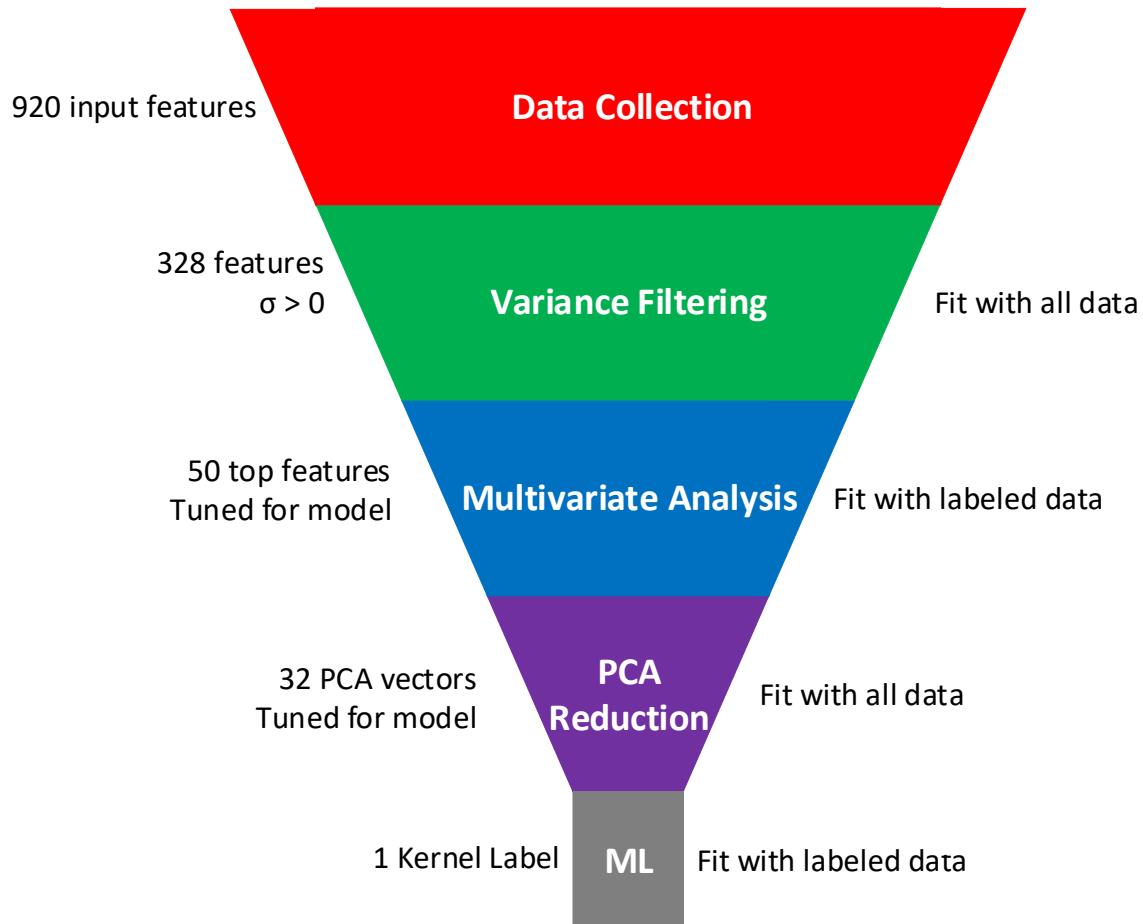 920 input features
Data Collection
328 features
σ > 0
Variance Filtering
Fit with all data
50 top features
Tuned for model
Multivariate Analysis
Fit with labeled data
32 PCA vectors
Tuned for model
PCA
Reduction
Fit with all data
1 Kernel Label
ML
Fit with labeled data